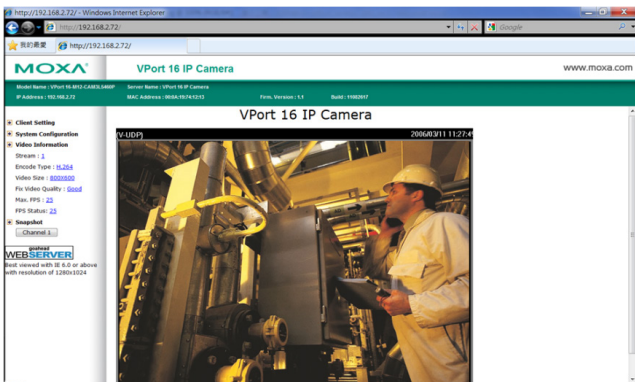 http://192.168.2.72/ - Windows Internet Explorer
http://192.168.2.72/
Google
我的最愛
http://192.168.2.72/
MOXA®
VPort 16 IP Camera
www.moxa.com
Model Name : VPort 16-M12-CAM3L5400P
Server Name : VPort 16 IP Camera
IP Address : 192.168.2.72
MAC Address : 00:0A:19:74:12:13
Firm. Version : 1.1
Build : 11082017
Client Setting
System Configuration
Video Information
Stream : 1
Encode Type : H.264
Video Size : 800X600
Fix Video Quality : Good
Max. FPS : 25
FPS Status: 25
Snapshot
Channel 1
goahead
WEBSERVER
Best viewed with IE 6.0 or above
with resolution of 1280x1024
VPort 16 IP Camera
(V-UDP)
2006/03/11 11:27:4